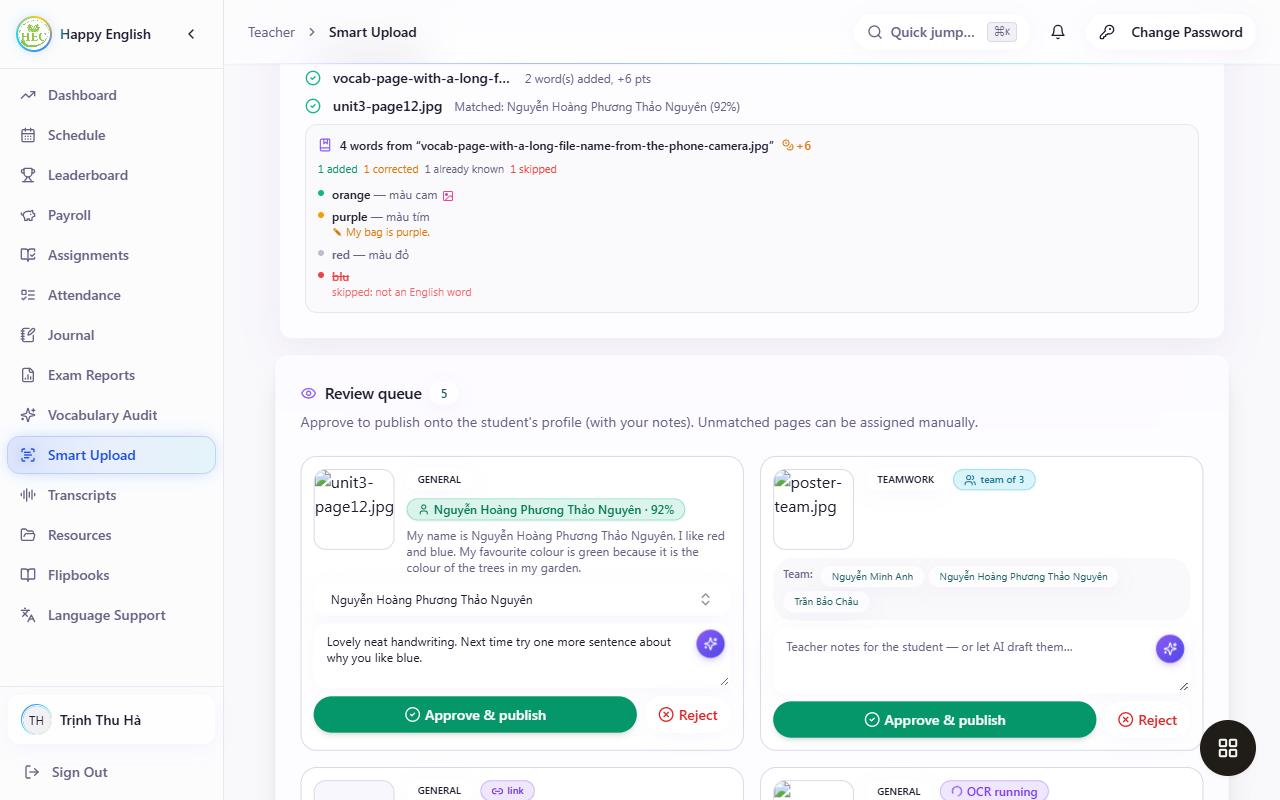 HEC
Happy English
Teacher
Smart Upload
Quick jump...
⌘K
Change Password
Dashboard
Schedule
Leaderboard
Payroll
Assignments
Attendance
Journal
Exam Reports
Vocabulary Audit
Smart Upload
Transcripts
Resources
Flipbooks
Language Support
TH
Trịnh Thu Hà
Sign Out
vocab-page-with-a-long-f... 2 word(s) added, +6 pts
unit3-page12.jpg Matched: Nguyễn Hoàng Phương Thảo Nguyên (92%)
4 words from “vocab-page-with-a-long-file-name-from-the-phone-camera.jpg” +6
1 added 1 corrected 1 already known 1 skipped
orange — màu cam
purple — màu tím
My bag is purple.
red — màu đỏ
blu
skipped: not an English word
Review queue 5
Approve to publish onto the student's profile (with your notes). Unmatched pages can be assigned manually.
unit3-
page12.jpg
GENERAL
Nguyễn Hoàng Phương Thảo Nguyên · 92%
My name is Nguyễn Hoàng Phương Thảo Nguyên. I like red
and blue. My favourite colour is green because it is the
colour of the trees in my garden.
Nguyễn Hoàng Phương Thảo Nguyên
Lovely neat handwriting. Next time try one more sentence about
why you like blue.
Approve & publish
Reject
poster-
team.jpg
TEAMWORK
team of 3
Team: Nguyễn Minh Anh Nguyễn Hoàng Phương Thảo Nguyên
Trần Bảo Châu
Teacher notes for the student — or let AI draft them...
Approve & publish
Reject
GENERAL
link
GENERAL
OCR running